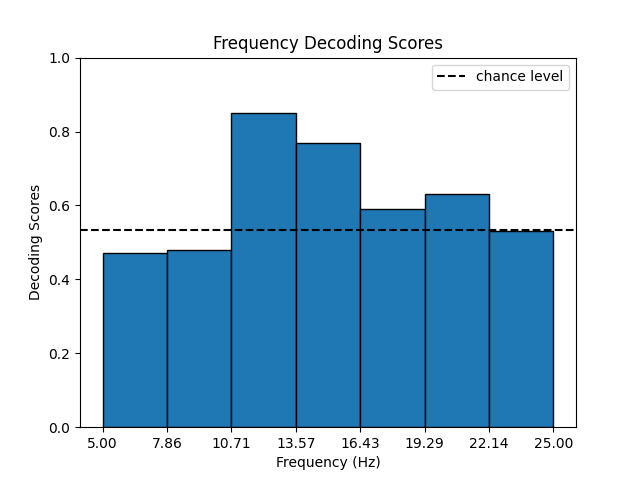 Frequency Decoding Scores
1.0
chance level
0.8
0.6
0.4
0.2
0.0
Decoding Scores
5.00 7.86 10.71 13.57 16.43 19.29 22.14 25.00
Frequency (Hz)